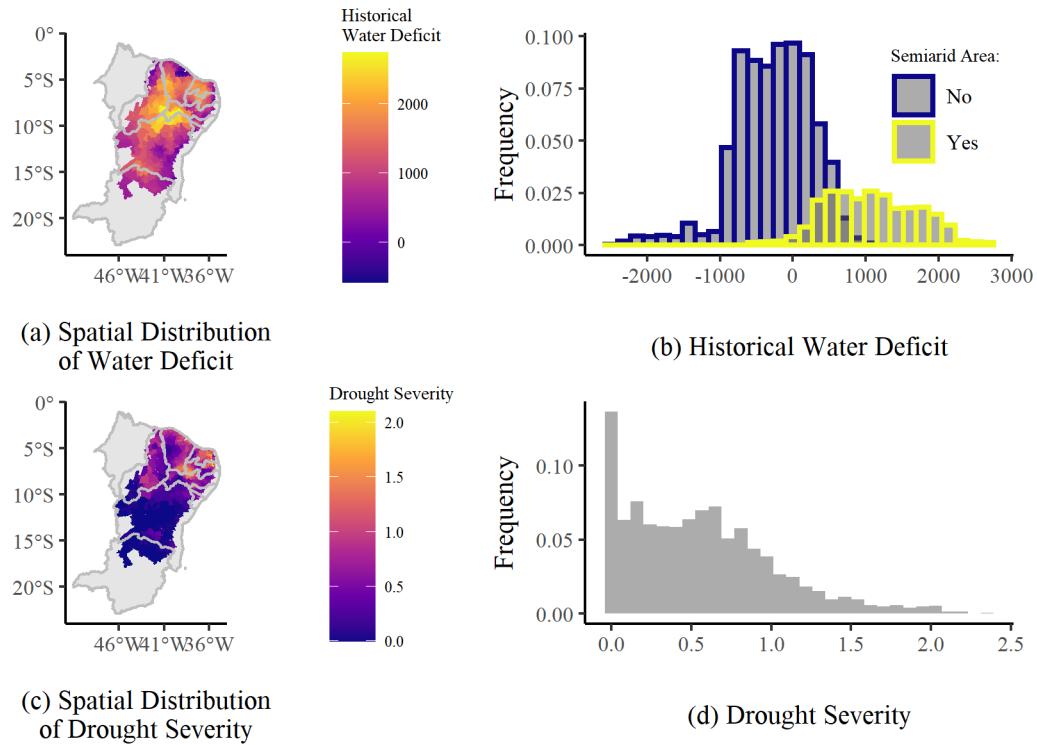 Historical
Water Deficit
0°
5°S
10°S
15°S
20°S
46°W 41°W 36°W
2000
1000
0
(a) Spatial Distribution
of Water Deficit
0.100
0.075
0.050
0.025
0.000
Frequency
Semiarid Area:
No
Yes
-2000 -1000 0 1000 2000 3000
(b) Historical Water Deficit
Drought Severity
0°
5°S
10°S
15°S
20°S
46°W 41°W 36°W
2.0
1.5
1.0
0.5
0.0
(c) Spatial Distribution
of Drought Severity
0.10
0.05
0.00
Frequency
0.0 0.5 1.0 1.5 2.0 2.5
(d) Drought Severity